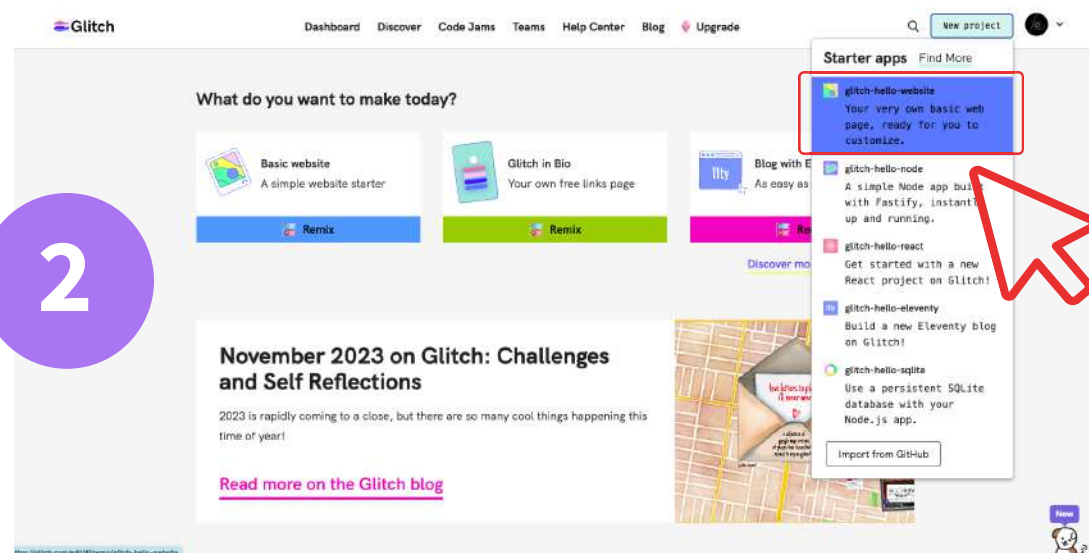 Glitch
Dashboard Discover Code Jams Teams Help Center Blog Upgrade
New project
Starter apps Find More
glitch-hello-website
Your very own basic web
page, ready for you to
customize.
glitch-hello-node
A simple Node app built
with Fastify, instantly
up and running.
glitch-hello-react
Get started with a new
React project on Glitch!
glitch-hello-eleventy
Build a new Eleventy blog
on Glitch!
glitch-hello-sqlite
Use a persistent SQLite
database with your
Node.js app.
Import from GitHub
What do you want to make today?
Basic website
A simple website starter
Remix
Glitch in Bio
Your own free links page
Remix
11ty
Blog with E
As easy as
Re
Discover mo
2
November 2023 on Glitch: Challenges
and Self Reflections
2023 is rapidly coming to a close, but there are so many cool things happening this
time of year!
Read more on the Glitch blog
New